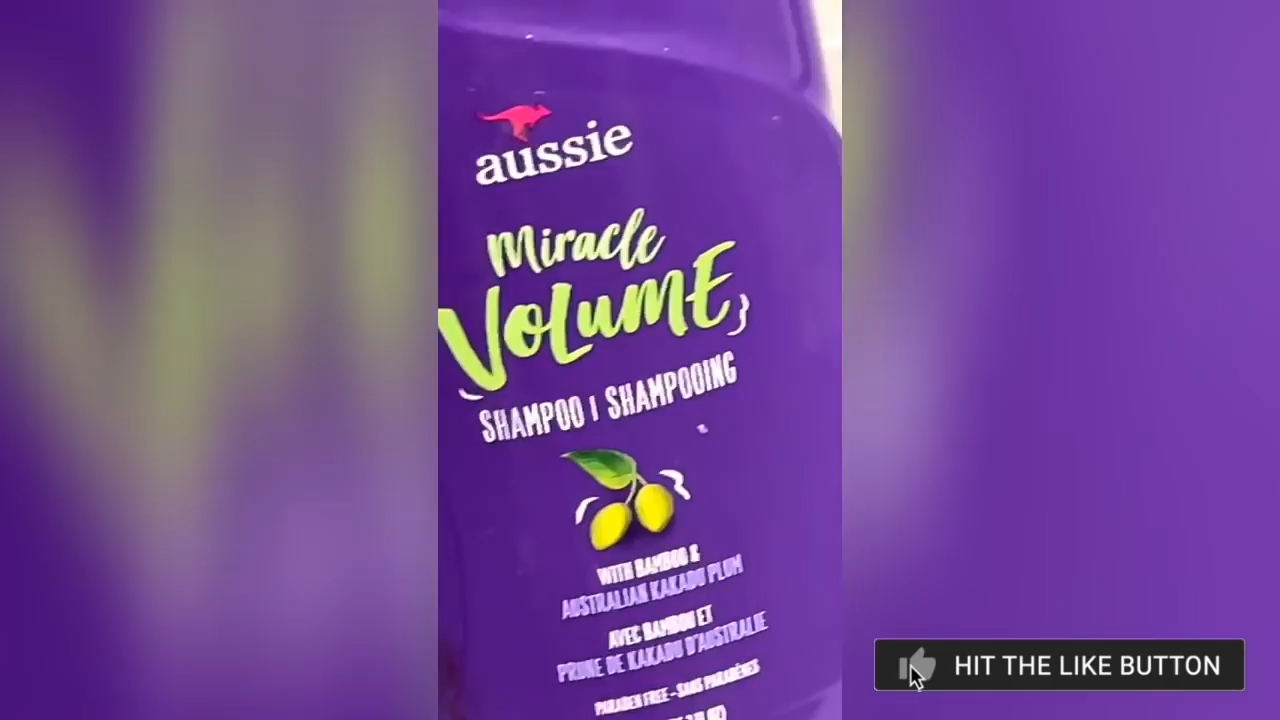 aussie
Miracle
VOLUME
SHAMPOO | SHAMPOOING
WITH BAMBOO &
AUSTRALIAN KAKADU PLUM
AVEC BAMBOU ET
PRUNE DE KAKADU D'AUSTRALIE
PARABEN FREE - SANS PARABÈNES
HIT THE LIKE BUTTON